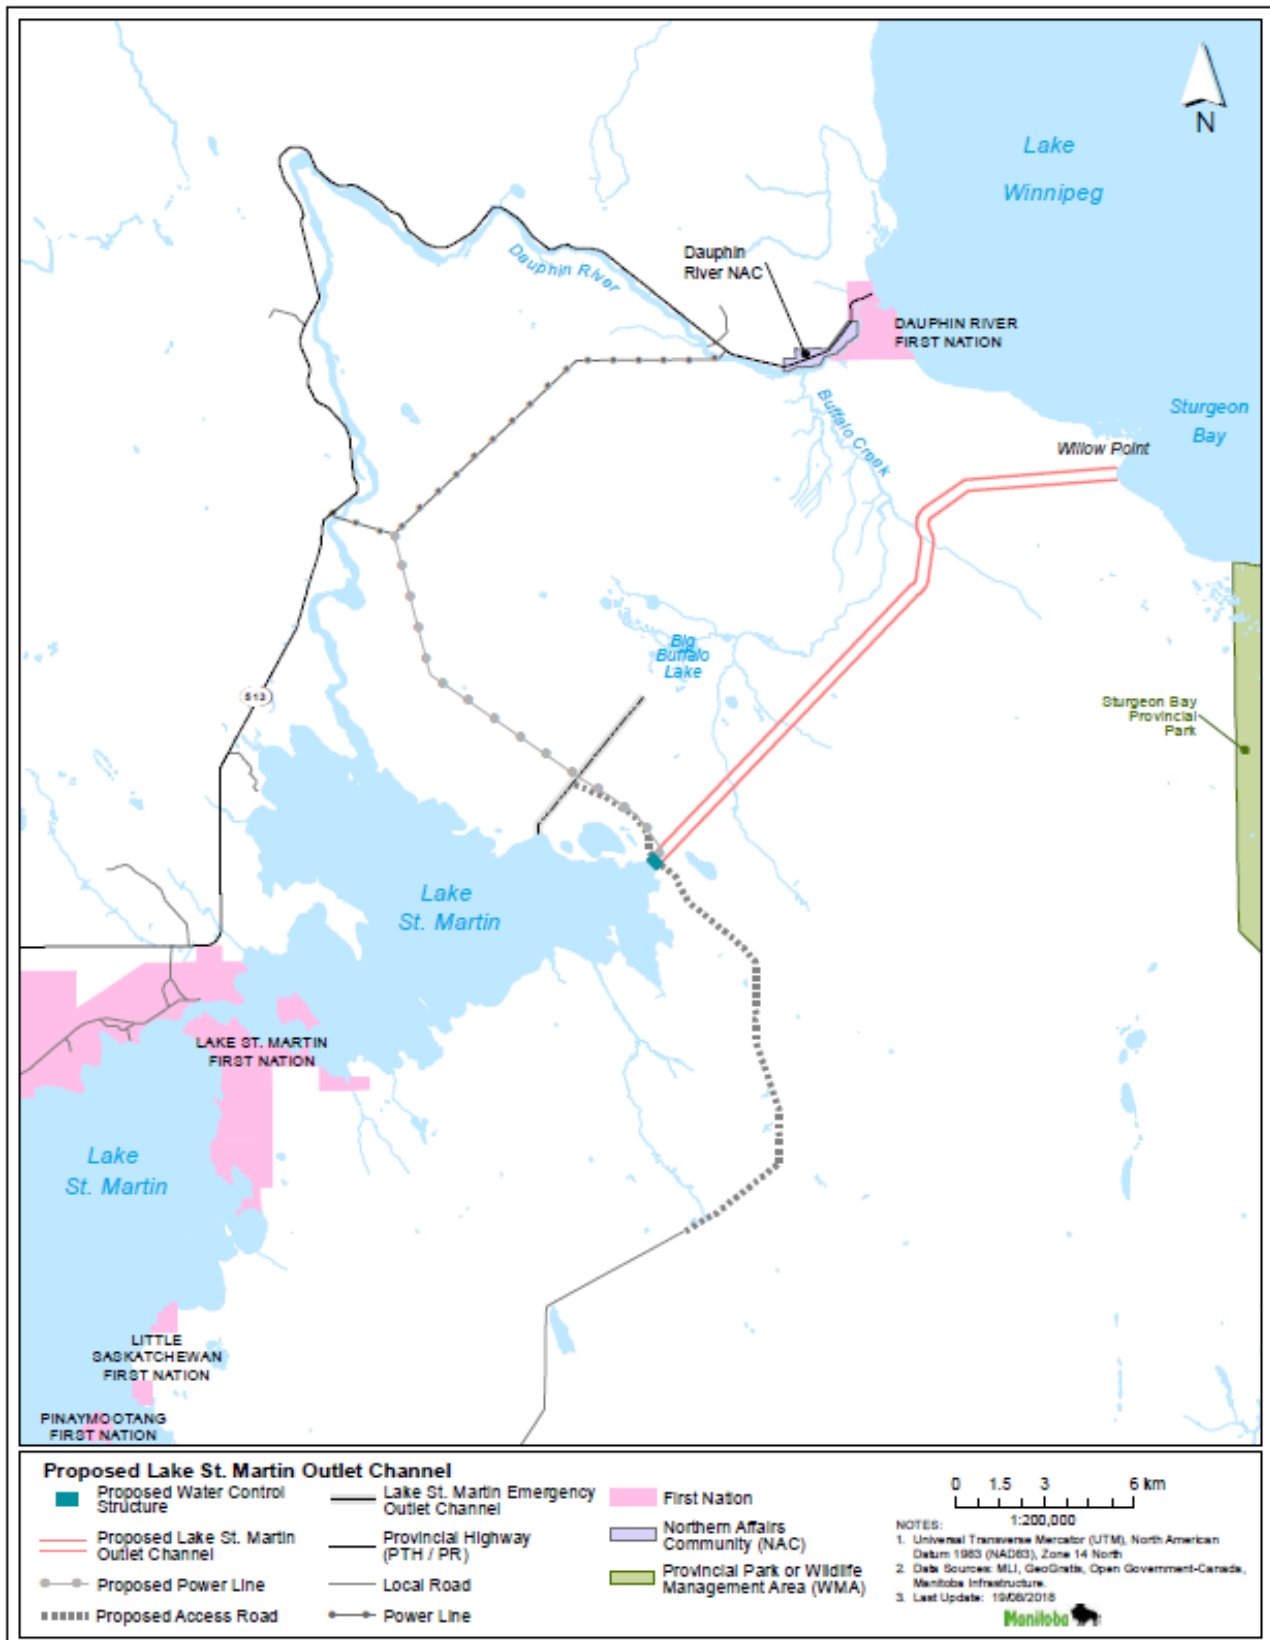 N
Lake
Winnipeg
Dauphin River
Dauphin
River NAC
DAUPHIN RIVER
FIRST NATION
Buffalo Creek
Sturgeon
Bay
Willow Point
Big
Buffalo
Lake
513
Sturgeon Bay
Provincial
Park
Lake
St. Martin
LAKE ST. MARTIN
FIRST NATION
Lake
St. Martin
LITTLE
SASKATCHEWAN
FIRST NATION
PINAYMOOTANG
FIRST NATION
Proposed Lake St. Martin Outlet Channel
Proposed Water Control
Structure
Proposed Lake St. Martin
Outlet Channel
Proposed Power Line
Proposed Access Road
Lake St. Martin Emergency
Outlet Channel
Provincial Highway
(PTH / PR)
Local Road
Power Line
First Nation
Northern Affairs
Community (NAC)
Provincial Park or Wildlife
Management Area (WMA)
0 1.5 3 6 km
1:200,000
NOTES:
1. Universal Transverse Mercator (UTM), North American
Datum 1983 (NAD83), Zone 14 North
2. Data Sources: MLI, GeoGratis, Open Government-Canada,
Manitoba Infrastructure.
3. Last Update: 19/06/2018
Manitoba